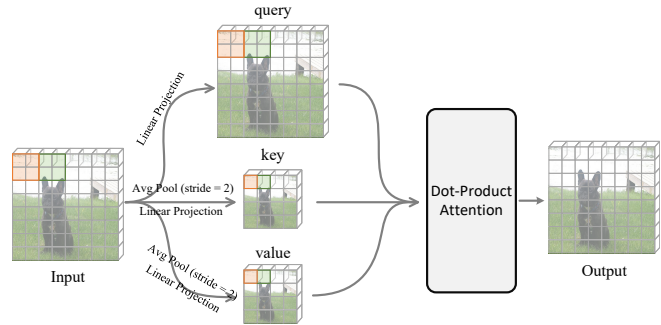 query
Linear Projection
key
Avg Pool (stride = 2)
Linear Projection
value
Avg Pool (stride = 2)
Linear Projection
Input
Dot-Product
Attention
Output